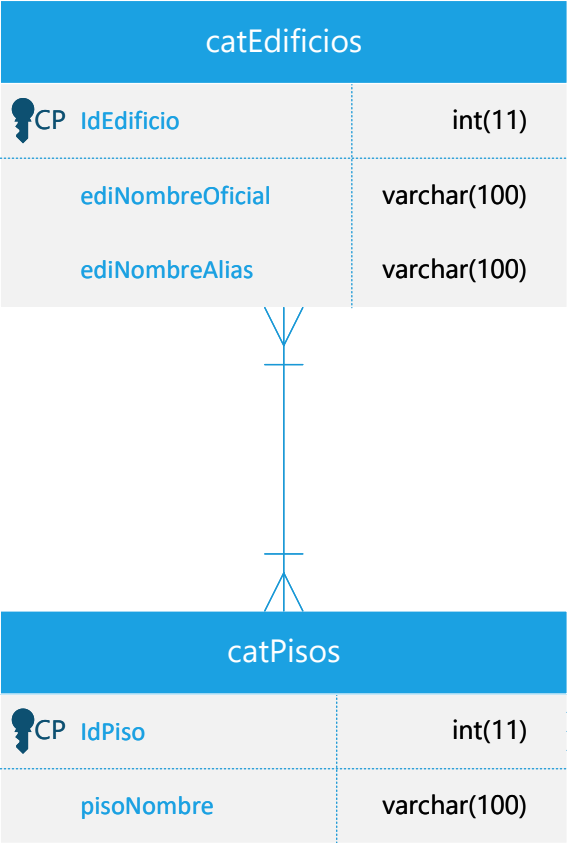 catEdificios
CP IdEdificio int(11)
ediNombreOficial varchar(100)
ediNombreAlias varchar(100)
catPisos
CP IdPiso int(11)
pisoNombre varchar(100)